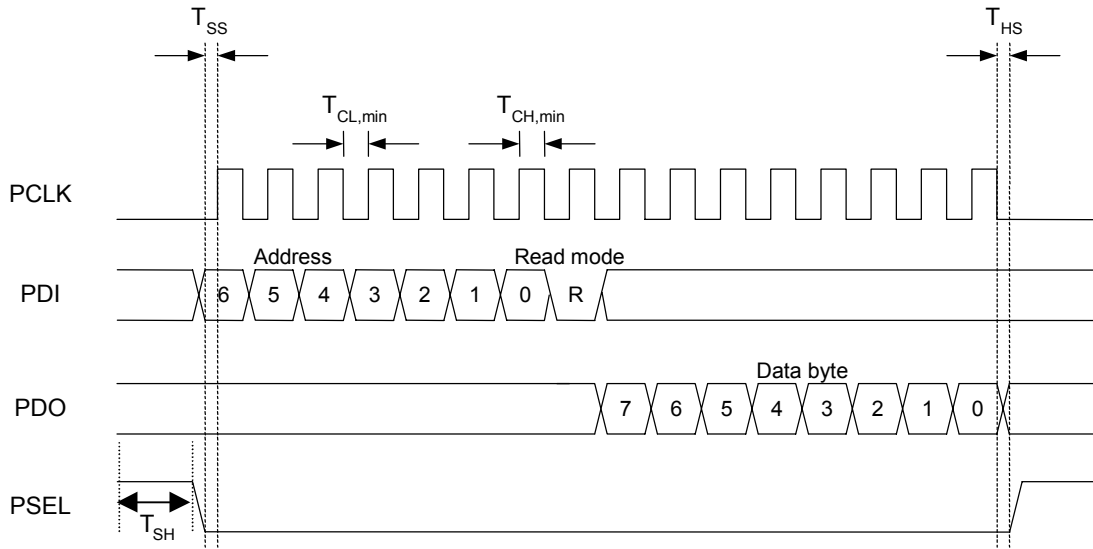 T_SS T_HS
T_CL,min T_CH,min
PCLK
Address Read mode
PDI 6 5 4 3 2 1 0 R
Data byte
PDO 7 6 5 4 3 2 1 0
PSEL
T_SH